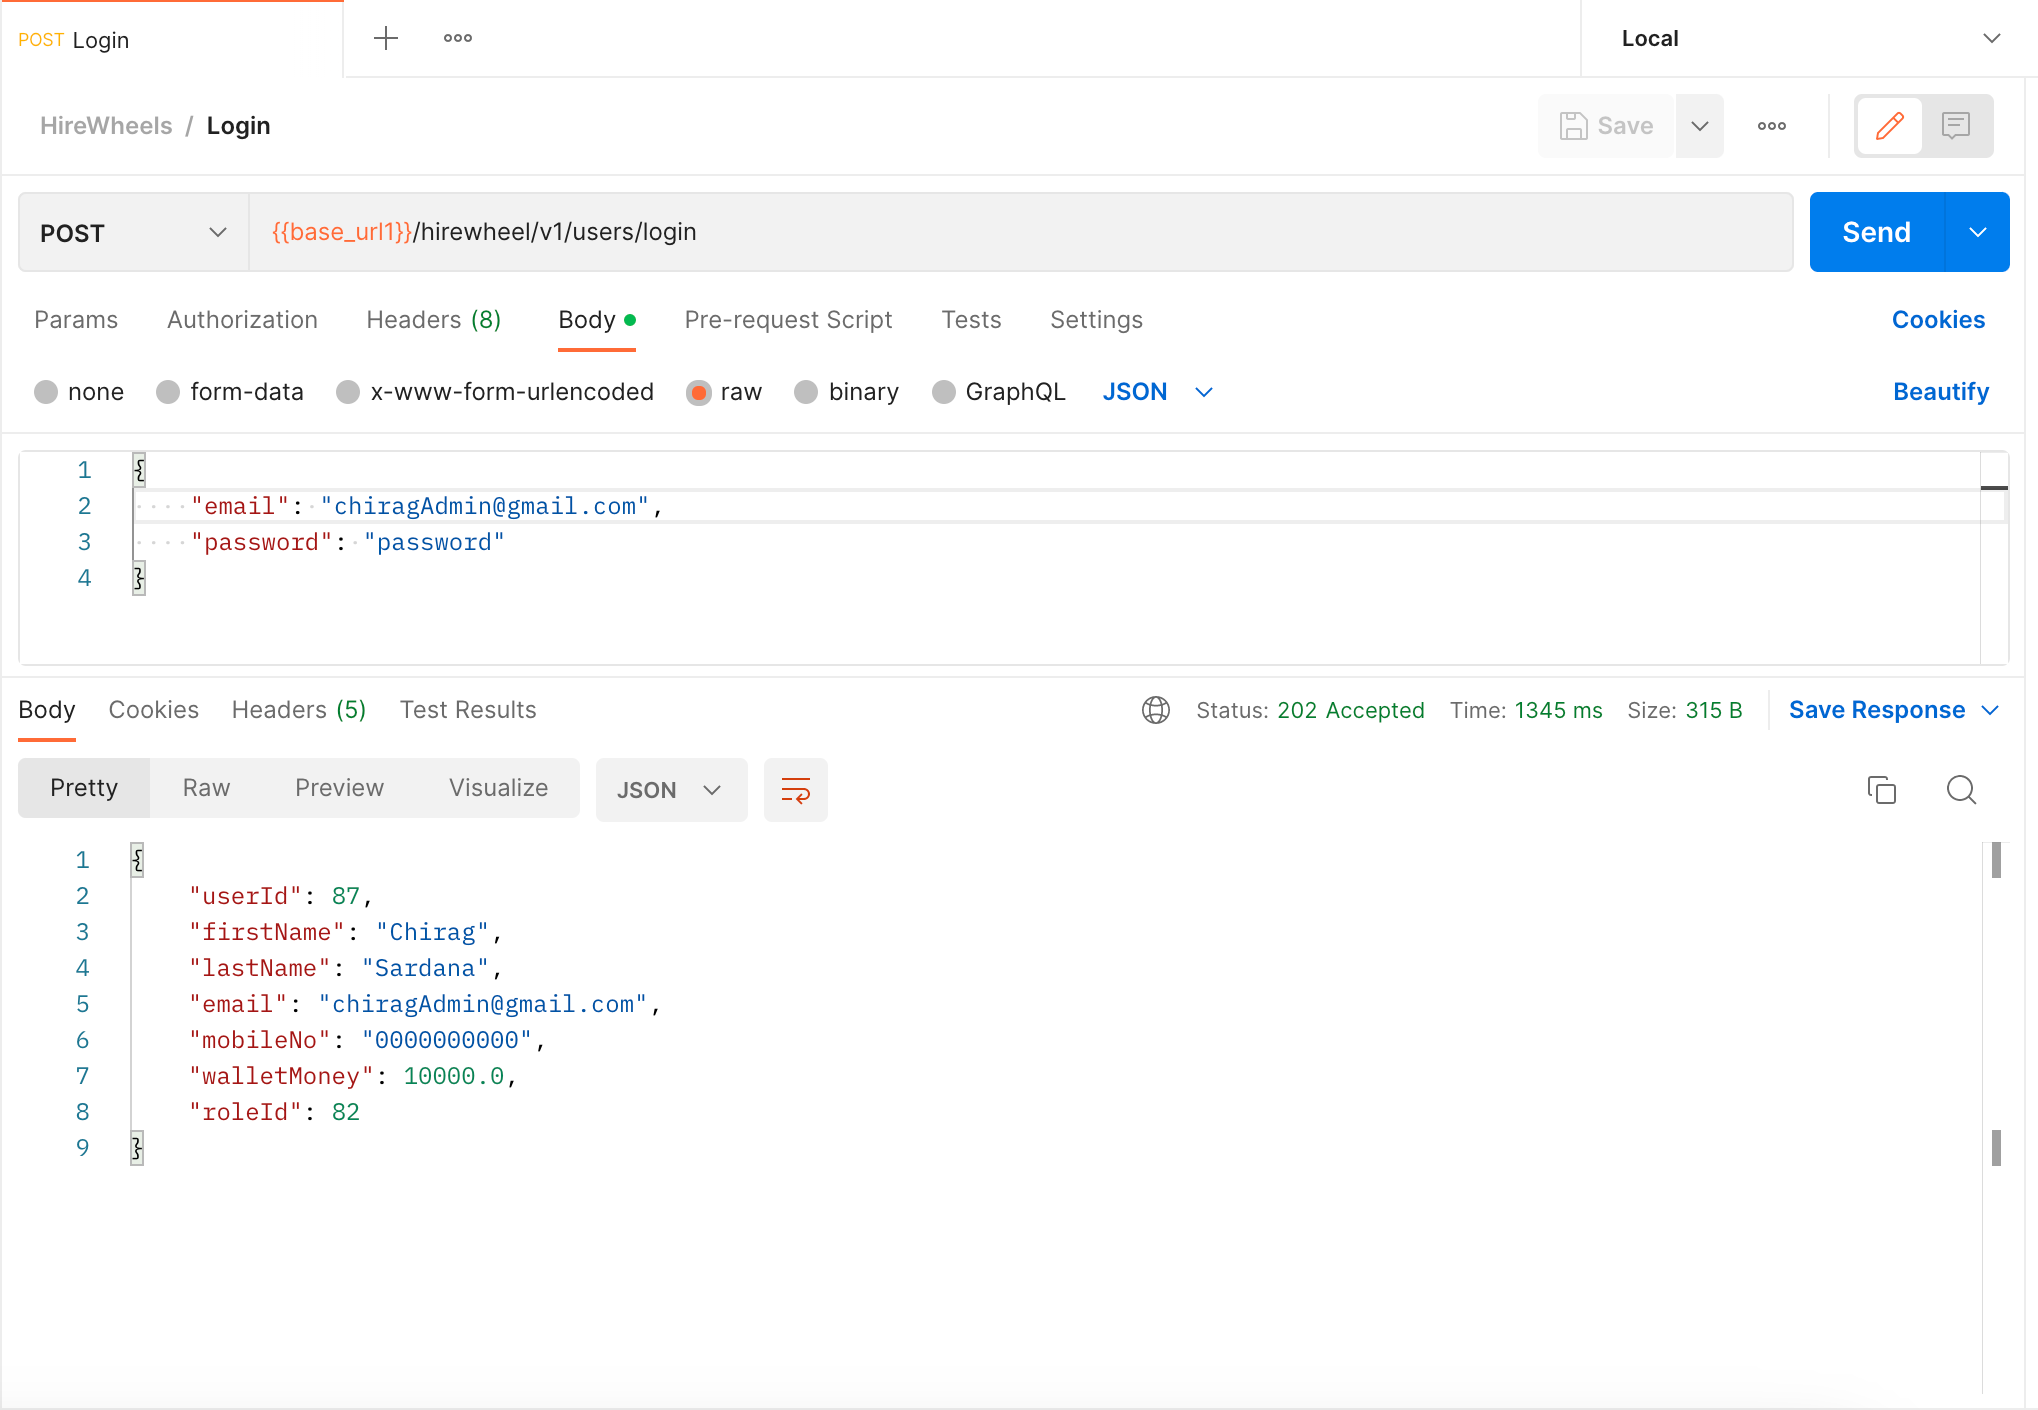 POST Login
Local
HireWheels / Login
Save
POST
{{base_url1}}/hirewheel/v1/users/login
Send
Params Authorization Headers (8) Body Pre-request Script Tests Settings Cookies
none form-data x-www-form-urlencoded raw binary GraphQL JSON Beautify
1 {
2 "email": "chiragAdmin@gmail.com",
3 "password": "password"
4 }
Body Cookies Headers (5) Test Results Status: 202 Accepted Time: 1345 ms Size: 315 B Save Response
Pretty Raw Preview Visualize JSON
1 {
2 "userId": 87,
3 "firstName": "Chirag",
4 "lastName": "Sardana",
5 "email": "chiragAdmin@gmail.com",
6 "mobileNo": "0000000000",
7 "walletMoney": 10000.0,
8 "roleId": 82
9 }